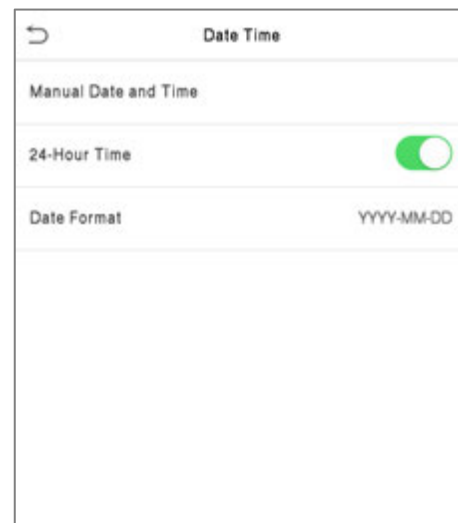 Date Time
Manual Date and Time
24-Hour Time
Date Format YYYY-MM-DD